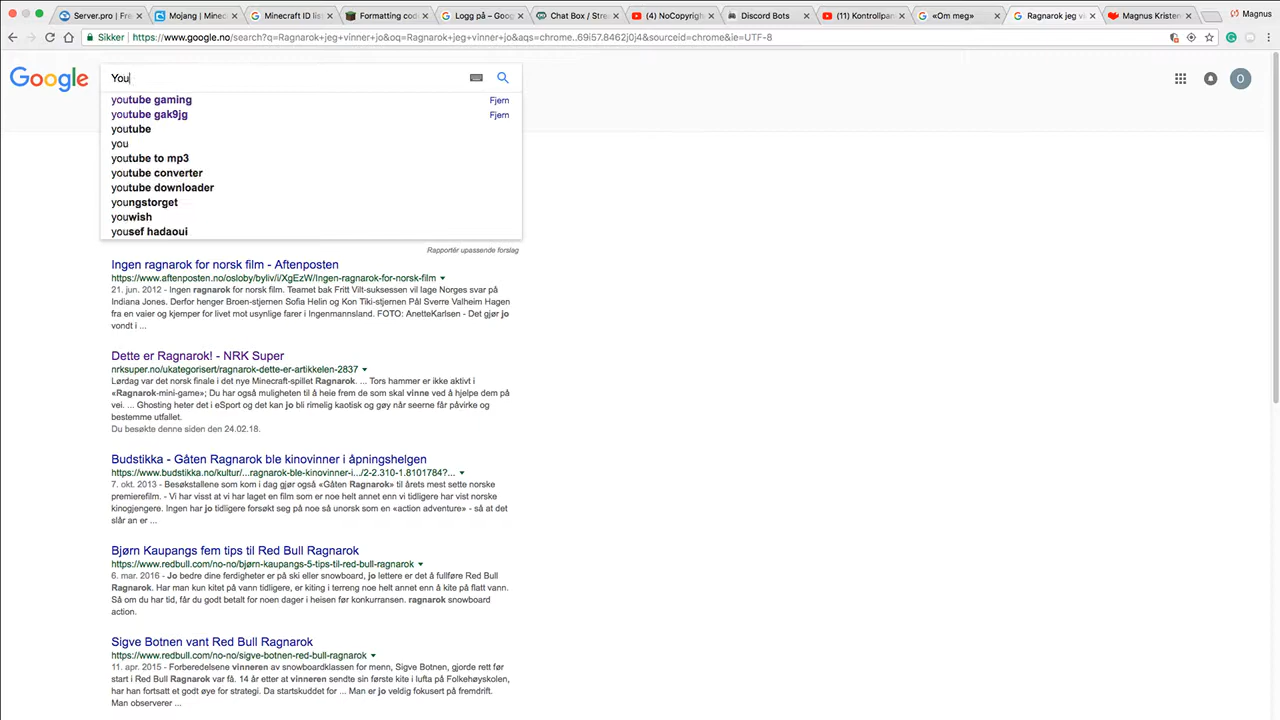 Server.pro | Free
Mojang | Minec
Minecraft ID
Formatting code
Logg på – Goog
Chat Box / Stre
(4) NoCopyrigh
Discord Bots
(11) Kontrollpan
«Om meg»
Ragnarok jeg vi
Magnus Kristen
Magnus
Sikker
https://www.google.no/search?q=Ragnarok+jeg+vinner+jo&oq=Ragnarok+jeg+vinner+jo&aqs=chrome..69i57.8462j0j4&sourceid=chrome&ie=UTF-8
Google
You
O
youtube gaming Fjern
youtube gak9jg Fjern
youtube
you
youtube to mp3
youtube converter
youtube downloader
youngstorget
youwish
yousef hadaoui
Rapportér upassende forslag
Ingen ragnarok for norsk film - Aftenposten
https://www.aftenposten.no/osloby/byliv/i/XgEzW/Ingen-ragnarok-for-norsk-film
21. jun. 2012 - Ingen ragnarok for norsk film. Teamet bak Fritt Vilt-suksessen vil lage Norges svar på
Indiana Jones. Derfor henger Broen-stjernen Sofia Helin og Kon Tiki-stjernen Pål Sverre Valheim Hagen
fra en vaier og kjemper for livet mot usynlige farer i Ingenmannsland. FOTO: AnetteKarlsen - Det gjør jo
vondt i ...
Dette er Ragnarok! - NRK Super
nrksuper.no/ukategorisert/ragnarok-dette-er-artikkelen-2837
Lørdag var det norsk finale i det nye Minecraft-spillet Ragnarok. ... Tors hammer er ikke aktivt i
«Ragnarok-mini-game»; Du har også muligheten til å heie frem de som skal vinne ved å hjelpe dem på
vei. ... Ghosting heter det i eSport og det kan jo bli rimelig kaotisk og gøy når seerne får påvirke og
bestemme utfallet.
Du besøkte denne siden den 24.02.18.
Budstikka - Gåten Ragnarok ble kinovinner i åpningshelgen
https://www.budstikka.no/kultur/...ragnarok-ble-kinovinner-i.../2-2.310-1.8101784?...
7. okt. 2013 - Besøkstallene som kom i dag gjør også «Gåten Ragnarok» til årets mest sette norske
premierefilm. - Vi har visst at vi har laget en film som er noe helt annet enn vi tidligere har vist norske
kinogjengere. Ingen har jo tidligere forsøkt seg på noe så unorsk som en «action adventure» - så at det
slår an er ...
Bjørn Kaupangs fem tips til Red Bull Ragnarok
https://www.redbull.com/no-no/bjørn-kaupangs-5-tips-til-red-bull-ragnarok
6. mar. 2016 - Jo bedre dine ferdigheter er på ski eller snowboard, jo lettere er det å fullføre Red Bull
Ragnarok. Har man kun kitet på vann tidligere, er kiting i terreng noe helt annet enn å kite på flatt vann.
Så om du har tid, får du godt betalt for noen dager i heisen før konkurransen. ragnarok snowboard
action.
Sigve Botnen vant Red Bull Ragnarok
https://www.redbull.com/no-no/sigve-botnen-red-bull-ragnarok
11. apr. 2015 - Forberedelsene vinneren av snowboardklassen for menn, Sigve Botnen, gjorde rett før
start i Red Bull Ragnarok var få. 14 år etter at vinneren sendte sin første kite i lufta på Folkehøyskolen,
har han fortsatt et godt øye for strategi. Da startskuddet for ... Man er jo veldig fokusert på fremdrift.
Man observerer ...